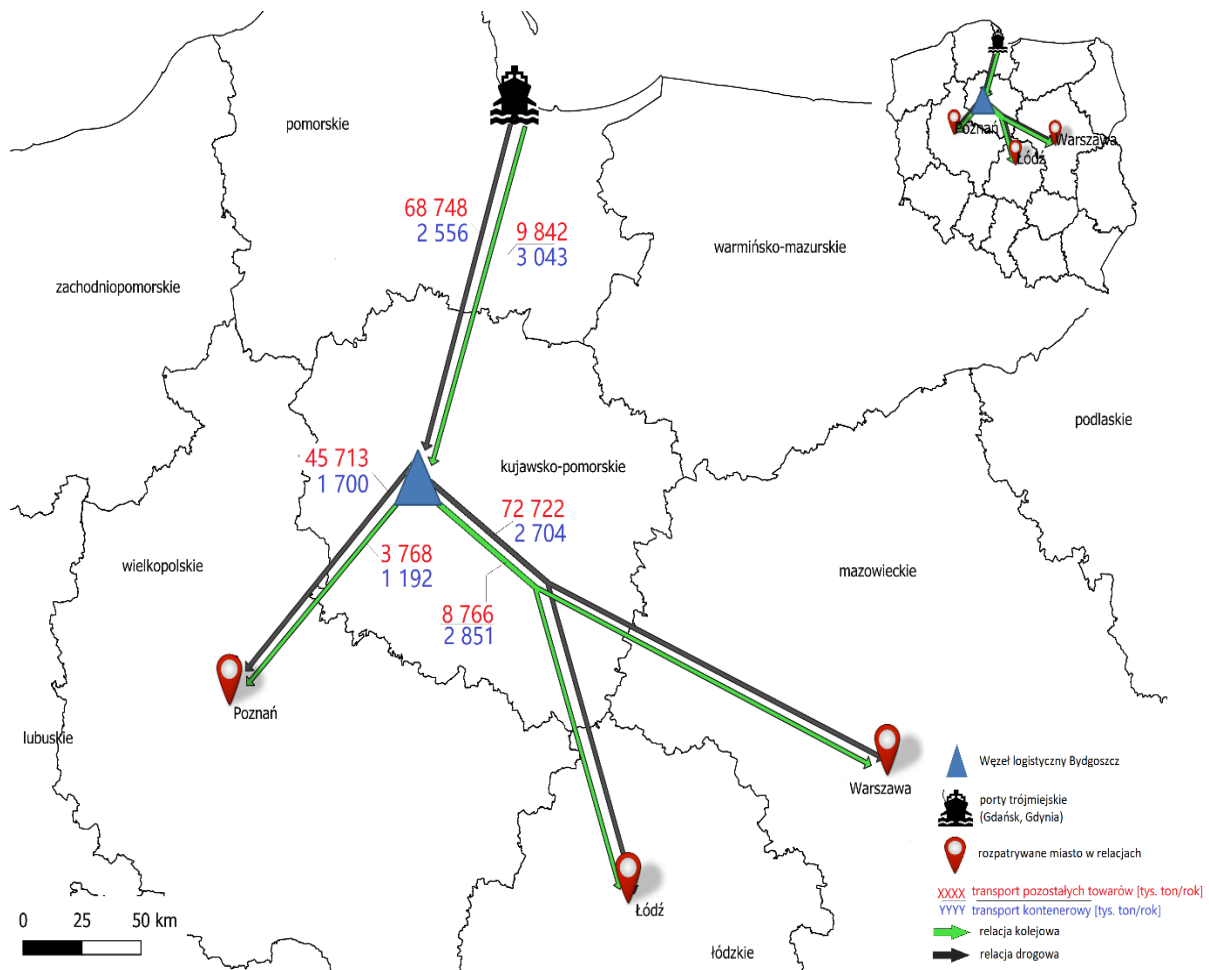 pomorskie
Poznań
Warszawa
Łódź
68 748
2 556
9 842
3 043
warmińsko-mazurskie
zachodniopomorskie
podlaskie
45 713
1 700
kujawsko-pomorskie
72 722
2 704
3 768
1 192
wielkopolskie
mazowieckie
8 766
2 851
Poznań
lubuskie
Warszawa
Węzeł logistyczny Bydgoszcz
porty trójmiejskie
(Gdańsk, Gdynia)
rozpatrywane miasto w relacjach
XXXX transport pozostałych towarów [tys. ton/rok]
YYYY transport kontenerowy [tys. ton/rok]
relacja kolejowa
relacja drogowa
Łódź
łódzkie
0 25 50 km